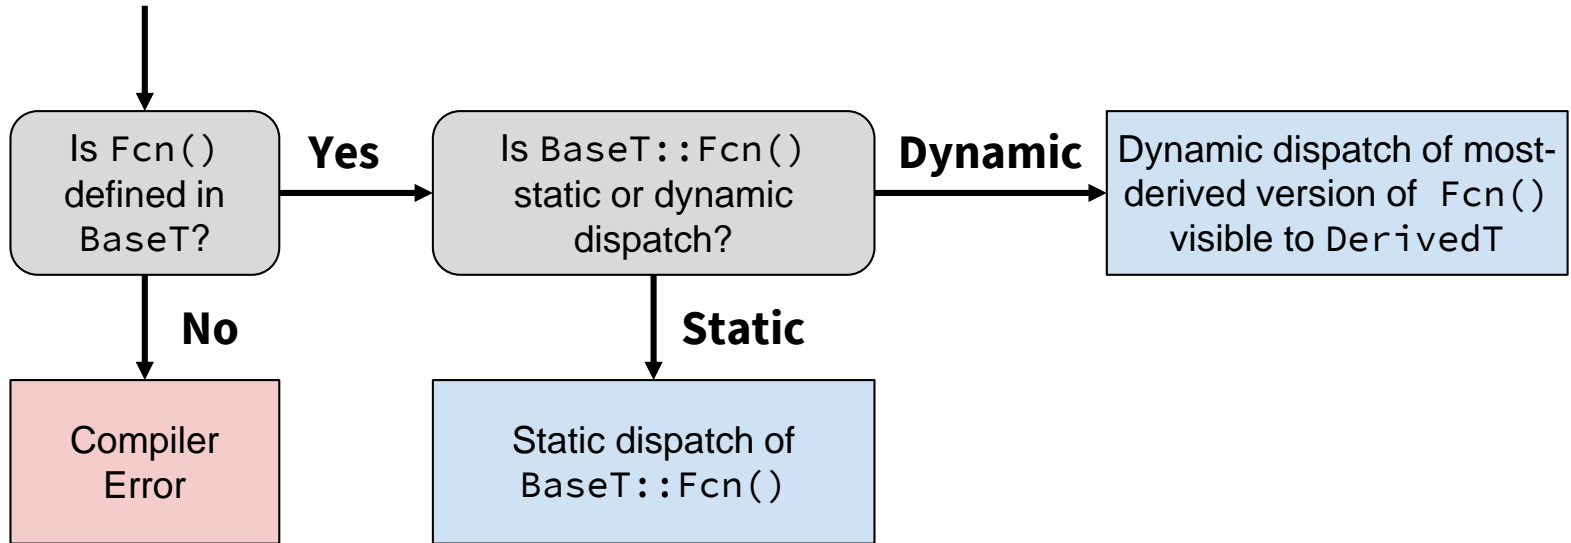 Is Fcn()
defined in
BaseT?
Yes
Is BaseT::Fcn()
static or dynamic
dispatch?
Dynamic
Dynamic dispatch of most-
derived version of Fcn()
visible to DerivedT
No
Static
Compiler
Error
Static dispatch of
BaseT::Fcn()